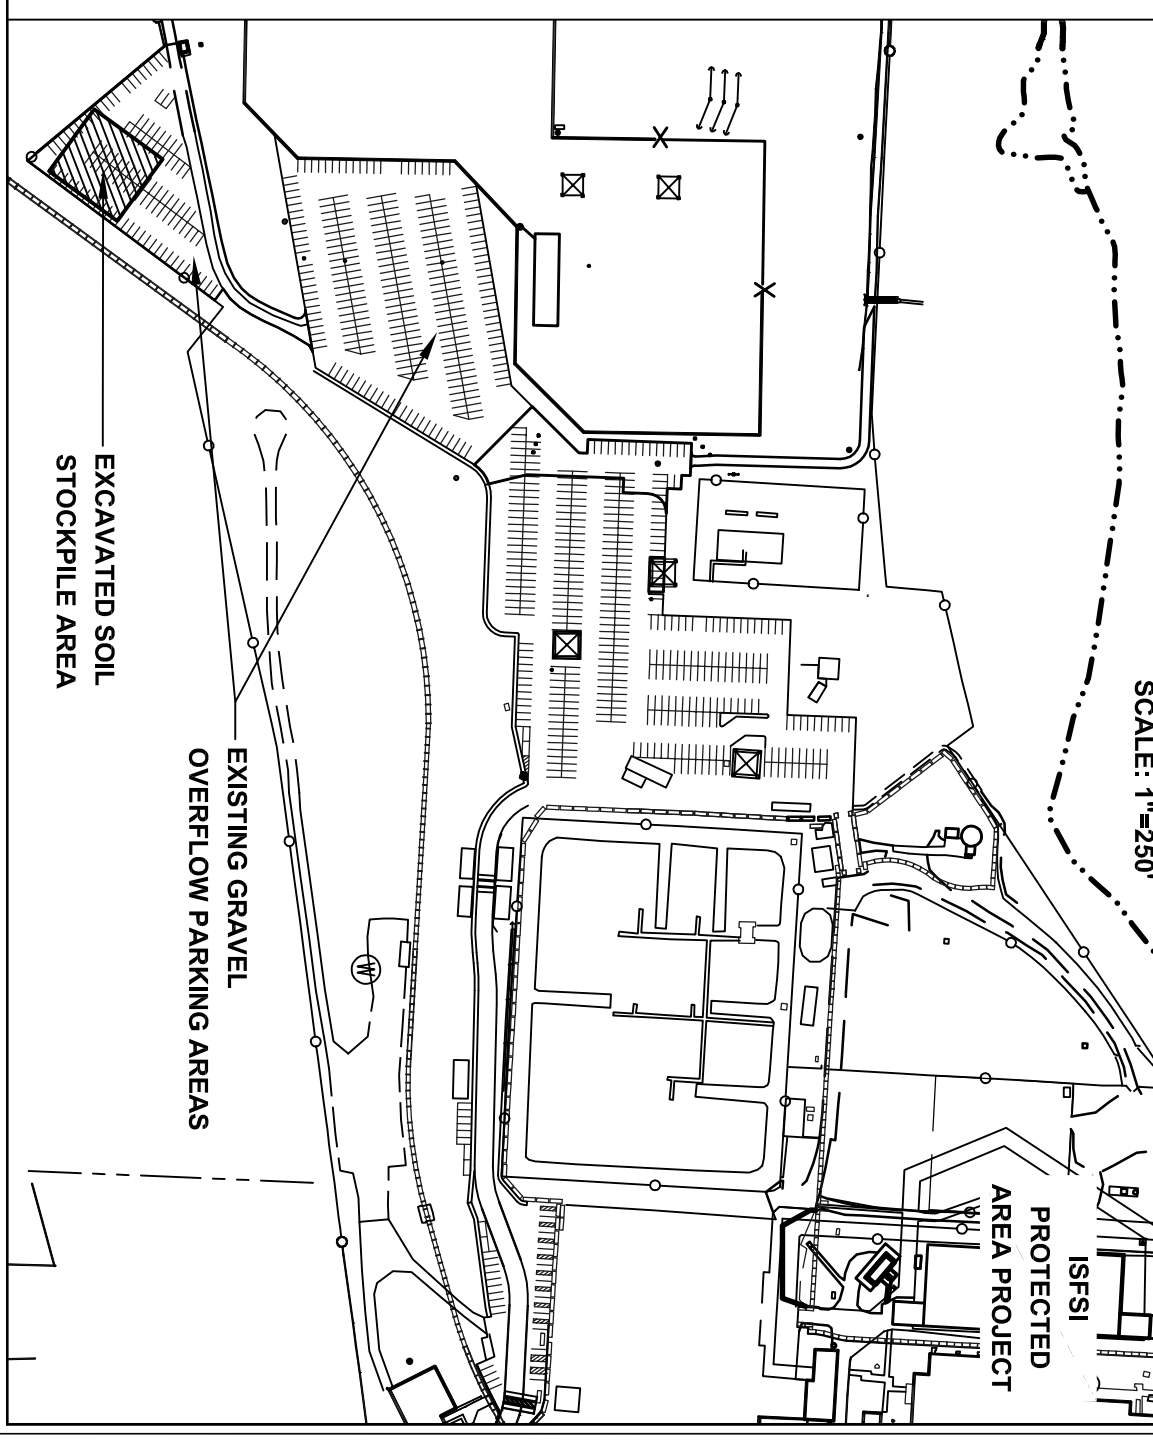 SCALE: 1"=250'
EXCAVATED SOIL
STOCKPILE AREA
EXISTING GRAVEL
OVERFLOW PARKING AREAS
W
ISFSI
PROTECTED
AREA PROJECT